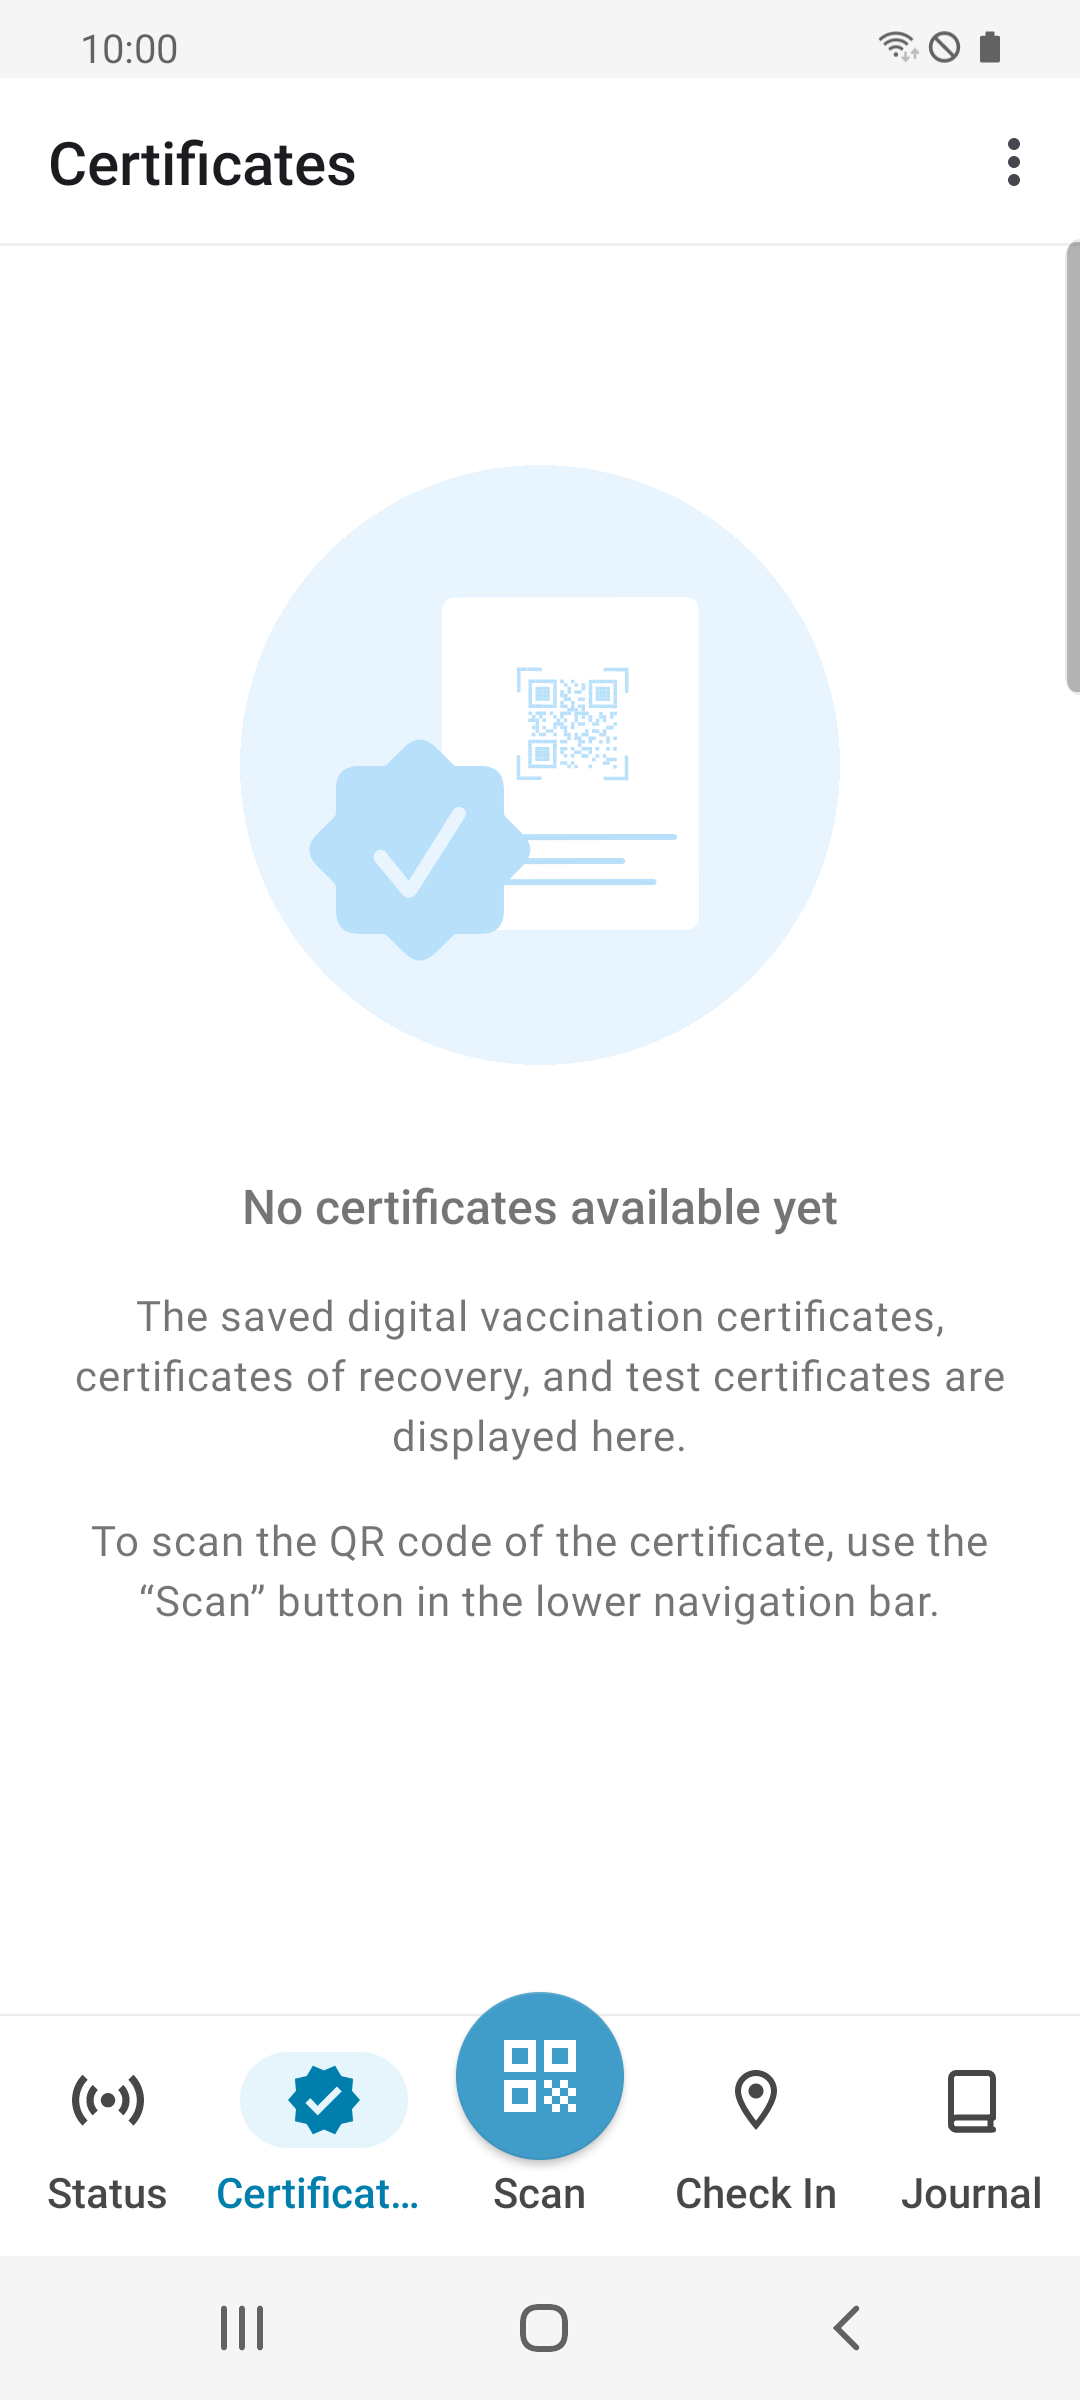 10:00
Certificates
No certificates available yet
The saved digital vaccination certificates,
certificates of recovery, and test certificates are
displayed here.
To scan the QR code of the certificate, use the
“Scan” button in the lower navigation bar.
Status
Certificat...
Scan
Check In
Journal